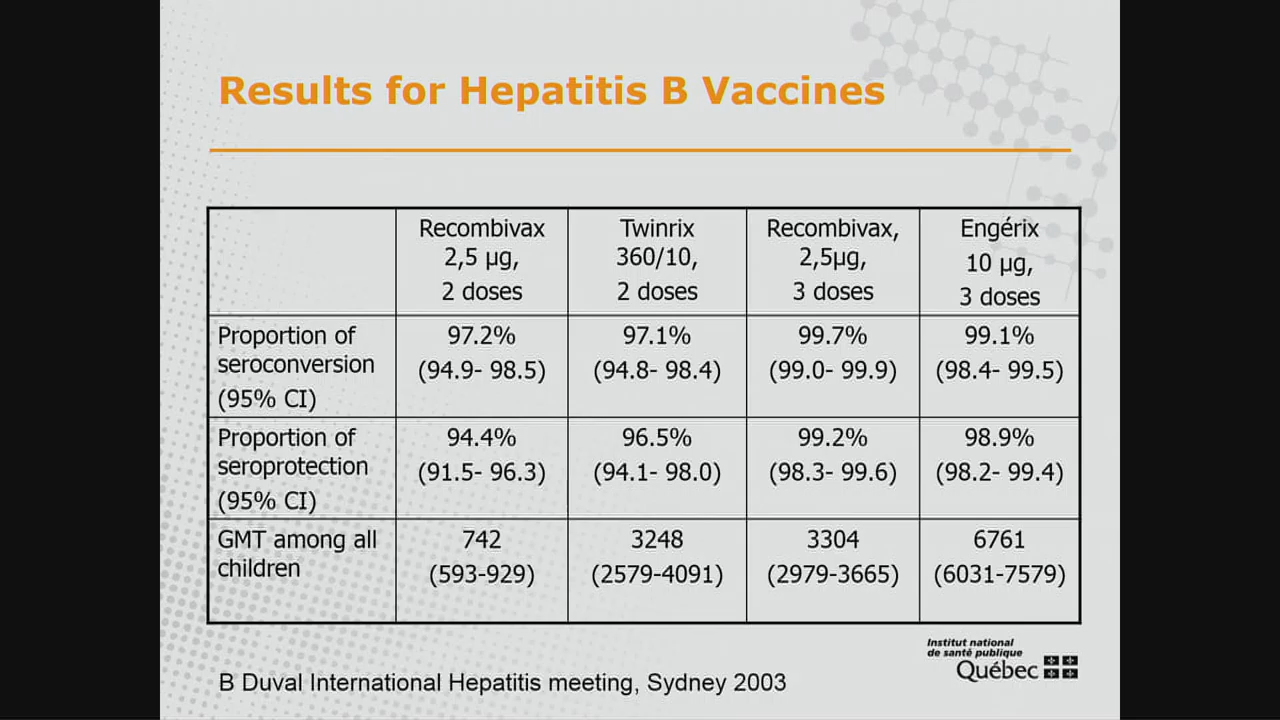 Results for Hepatitis B Vaccines
Recombivax
2,5 µg,
2 doses
Twinrix
360/10,
2 doses
Recombivax,
2,5µg,
3 doses
Engérix
10 µg,
3 doses
Proportion of
seroconversion
(95% CI)
97.2%
(94.9- 98.5)
97.1%
(94.8- 98.4)
99.7%
(99.0- 99.9)
99.1%
(98.4- 99.5)
Proportion of
seroprotection
(95% CI)
94.4%
(91.5- 96.3)
96.5%
(94.1- 98.0)
99.2%
(98.3- 99.6)
98.9%
(98.2- 99.4)
GMT among all
children
742
(593-929)
3248
(2579-4091)
3304
(2979-3665)
6761
(6031-7579)
Institut national
de santé publique
Québec
B Duval International Hepatitis meeting, Sydney 2003